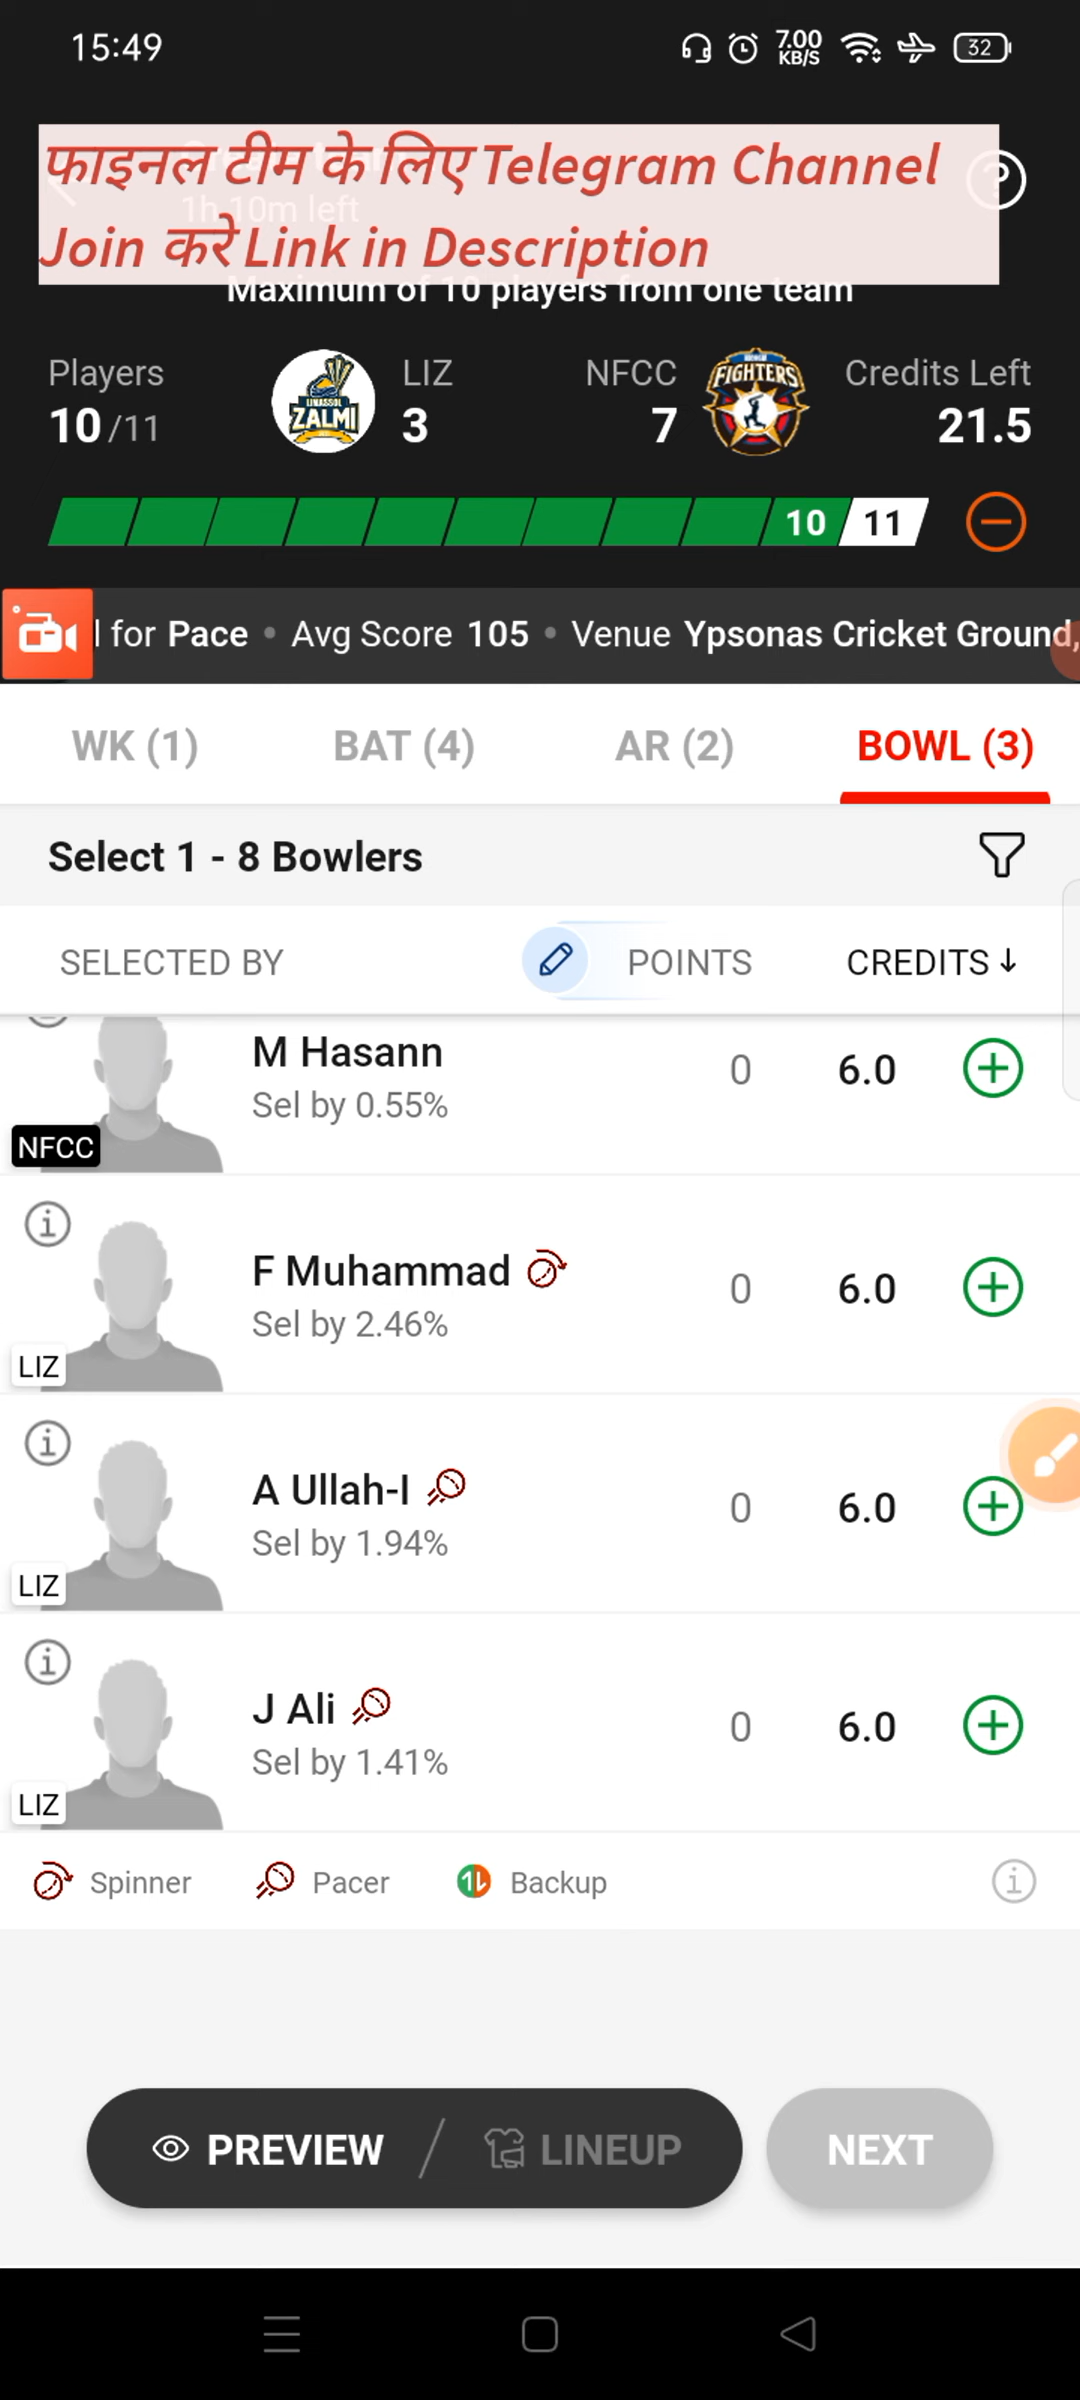 15:49
7.00 KB/S
32
फाइनल टीम के लिए Telegram Channel
1h 10m left
Join करे Link in Description
?
Maximum of 10 players from one team
Players
10/11
LIZ
3
NFCC
7
Credits Left
21.5
ZALMI
FIGHTERS
10
11
l for Pace • Avg Score 105 • Venue Ypsonas Cricket Ground,
WK (1)
BAT (4)
AR (2)
BOWL (3)
Select 1 - 8 Bowlers
SELECTED BY
POINTS
CREDITS ↓
M Hasann
Sel by 0.55%
0
6.0
NFCC
F Muhammad
Sel by 2.46%
0
6.0
LIZ
A Ullah-I
Sel by 1.94%
0
6.0
LIZ
J Ali
Sel by 1.41%
0
6.0
LIZ
Spinner
Pacer
Backup
PREVIEW
LINEUP
NEXT